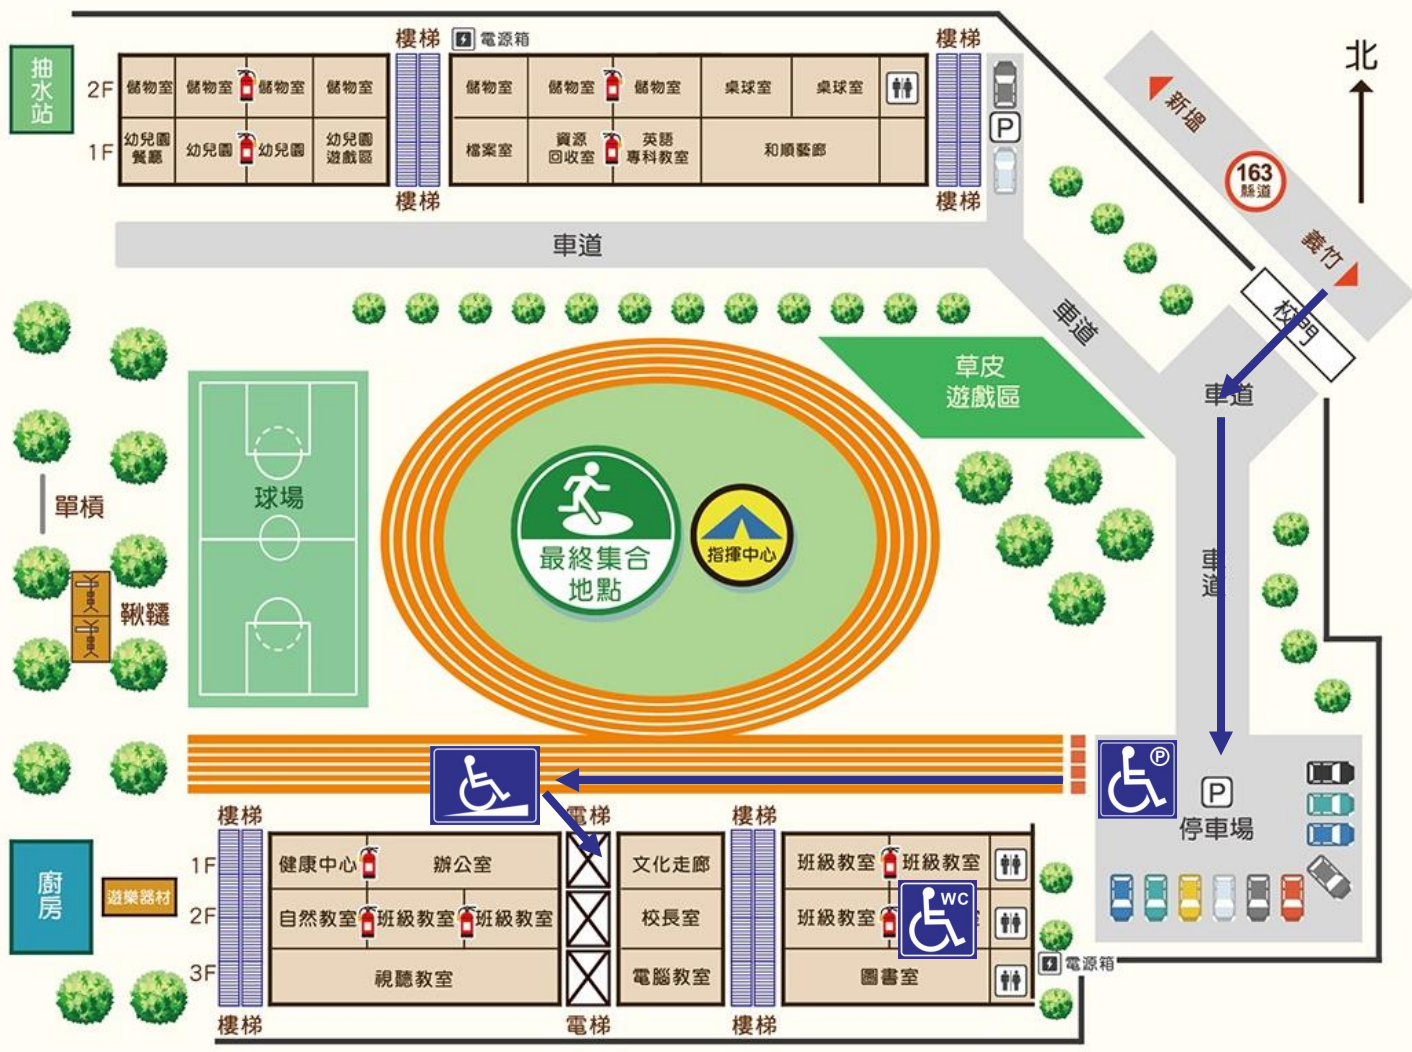 樓梯
電源箱
樓梯
北
抽水站
2F
儲物室
儲物室
儲物室
儲物室
儲物室
儲物室
儲物室
桌球室
桌球室
新塭
P
1F
幼兒園
餐廳
幼兒園
幼兒園
幼兒園
遊戲區
檔案室
資源
回收室
英語
專科教室
和順藝廊
163
縣道
樓梯
樓梯
義竹
車道
校門
車道
草皮
遊戲區
車道
球場
單槓
最終集合
地點
指揮中心
車道
鞦韆
P
P
停車場
樓梯
電梯
樓梯
1F
健康中心
辦公室
文化走廊
班級教室
班級教室
廚房
遊樂器材
2F
自然教室
班級教室
班級教室
校長室
班級教室
WC
3F
視聽教室
電腦教室
圖書室
電源箱
樓梯
電梯
樓梯